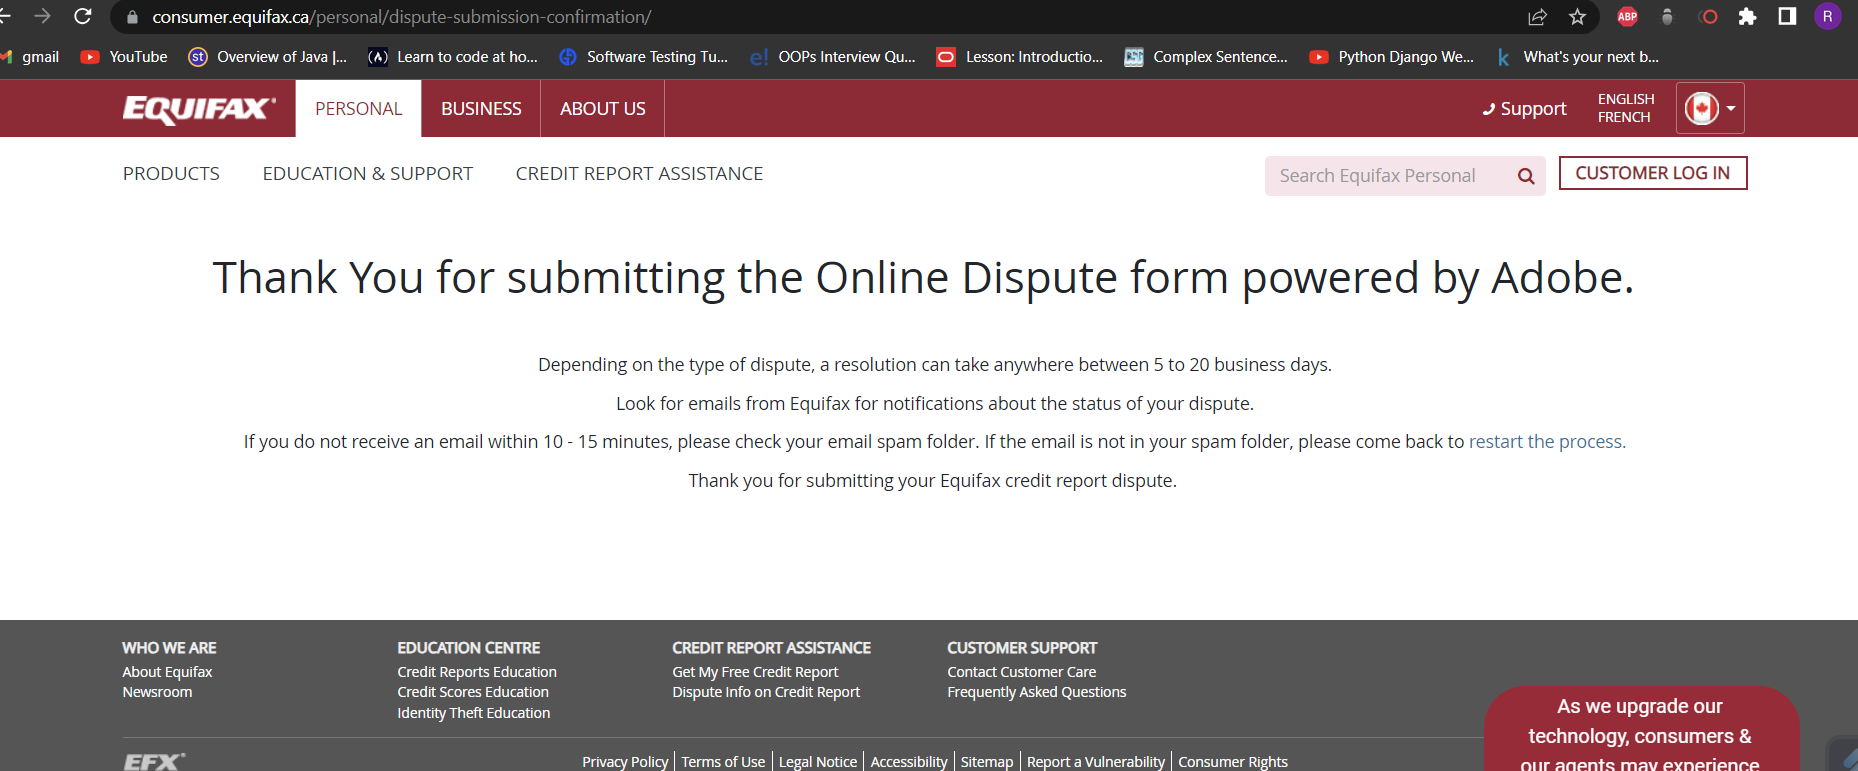 consumer.equifax.ca/personal/dispute-submission-confirmation/
ABP
R
gmail
YouTube
st
Overview of Java |...
Learn to code at ho...
Software Testing Tu...
e!
OOPs Interview Qu...
Lesson: Introductio...
Complex Sentence...
Python Django We...
k
What's your next b...
EQUIFAX®
PERSONAL
BUSINESS
ABOUT US
Support
ENGLISH
FRENCH
PRODUCTS
EDUCATION & SUPPORT
CREDIT REPORT ASSISTANCE
Search Equifax Personal
CUSTOMER LOG IN
Thank You for submitting the Online Dispute form powered by Adobe.
Depending on the type of dispute, a resolution can take anywhere between 5 to 20 business days.
Look for emails from Equifax for notifications about the status of your dispute.
If you do not receive an email within 10 - 15 minutes, please check your email spam folder. If the email is not in your spam folder, please come back to restart the process.
Thank you for submitting your Equifax credit report dispute.
WHO WE ARE
About Equifax
Newsroom
EDUCATION CENTRE
Credit Reports Education
Credit Scores Education
Identity Theft Education
CREDIT REPORT ASSISTANCE
Get My Free Credit Report
Dispute Info on Credit Report
CUSTOMER SUPPORT
Contact Customer Care
Frequently Asked Questions
As we upgrade our
technology, consumers &
our agents may experience
EFX®
Privacy Policy | Terms of Use | Legal Notice | Accessibility | Sitemap | Report a Vulnerability | Consumer Rights